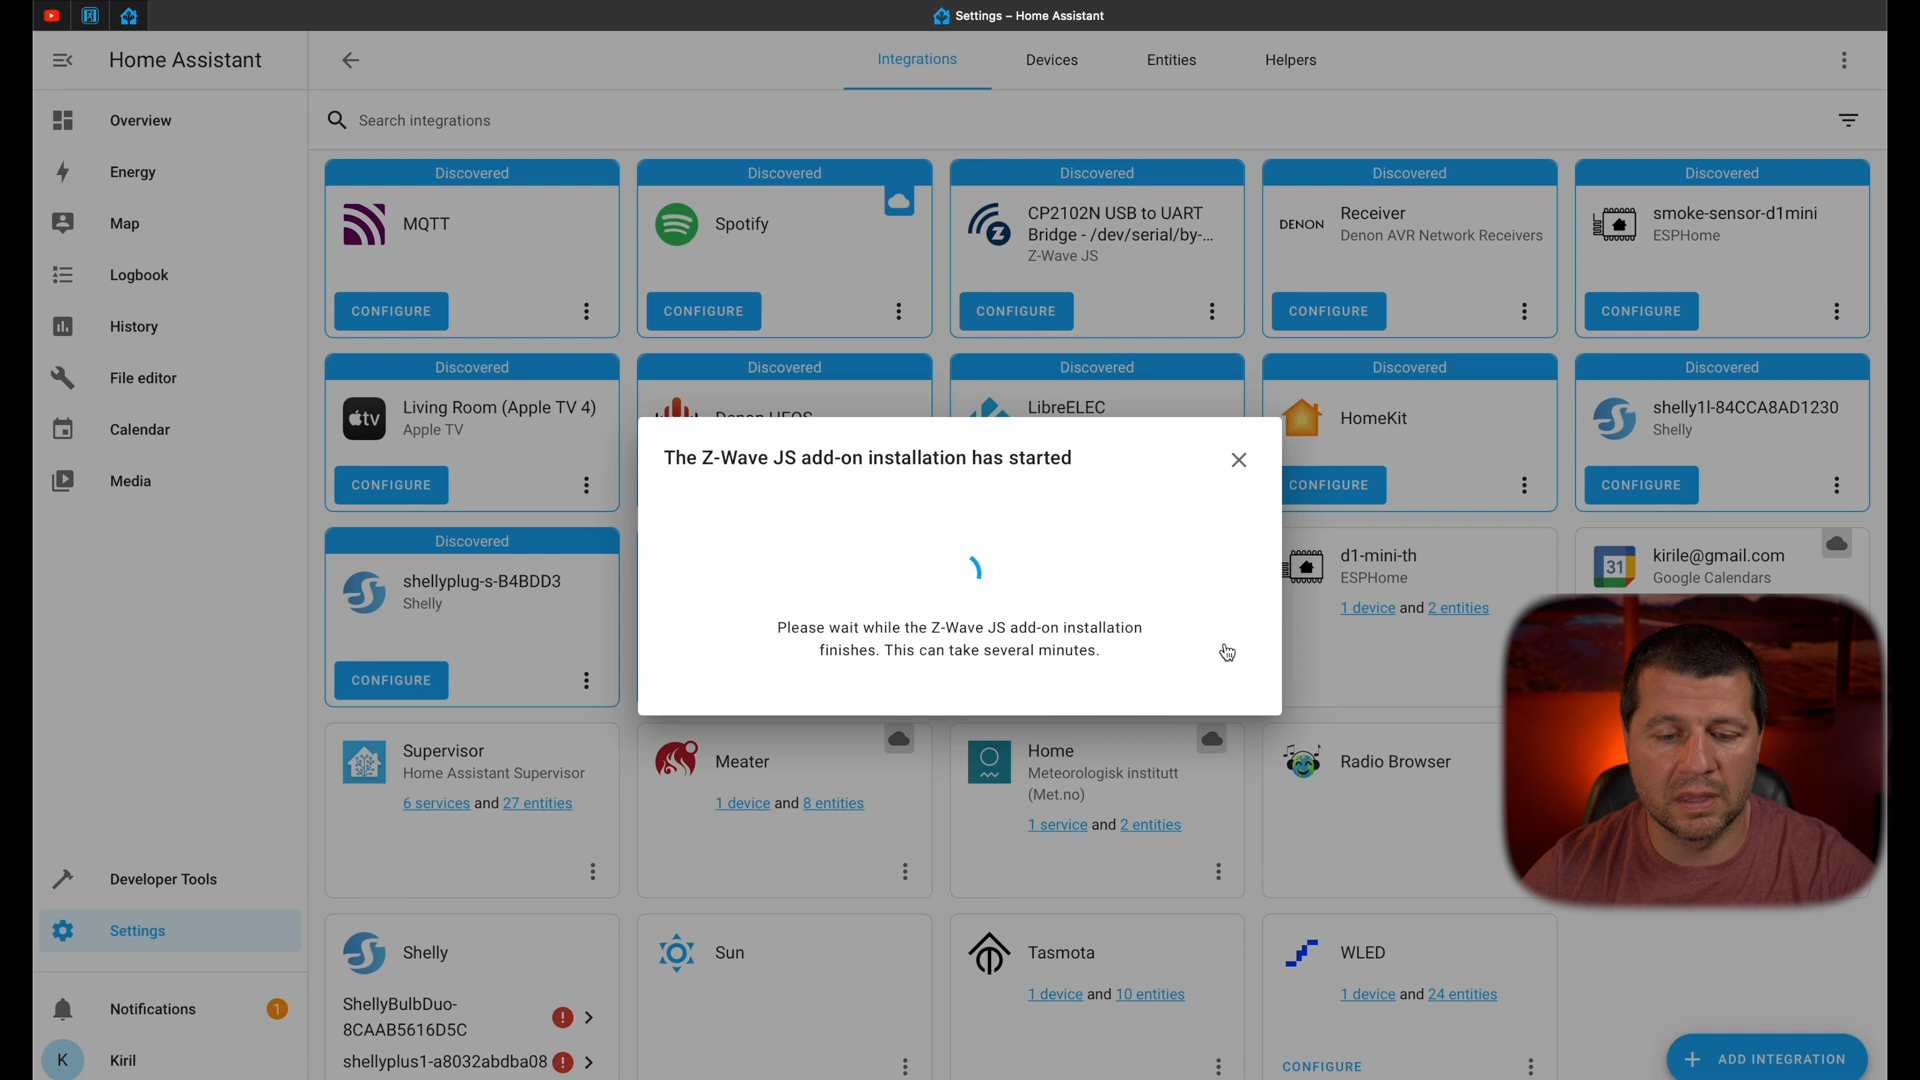 Settings – Home Assistant
Home Assistant
Integrations
Devices
Entities
Helpers
Search integrations
Overview
Energy
Map
Logbook
History
File editor
Calendar
Media
Developer Tools
Settings
Notifications
1
K
Kiril
Discovered
MQTT
CONFIGURE
Discovered
Spotify
CONFIGURE
Discovered
CP2102N USB to UART
Bridge - /dev/serial/by-...
Z-Wave JS
CONFIGURE
Discovered
DENON
Receiver
Denon AVR Network Receivers
CONFIGURE
Discovered
smoke-sensor-d1mini
ESPHome
CONFIGURE
Discovered
tv
Living Room (Apple TV 4)
Apple TV
CONFIGURE
Discovered
Denon HEOS
Discovered
LibreELEC
Discovered
HomeKit
CONFIGURE
Discovered
shelly1l-84CCA8AD1230
Shelly
CONFIGURE
The Z-Wave JS add-on installation has started
Please wait while the Z-Wave JS add-on installation
finishes. This can take several minutes.
Discovered
shellyplug-s-B4BDD3
Shelly
CONFIGURE
d1-mini-th
ESPHome
1 device and 2 entities
31
kirile@gmail.com
Google Calendars
Supervisor
Home Assistant Supervisor
6 services and 27 entities
Meater
1 device and 8 entities
Home
Meteorologisk institutt
(Met.no)
1 service and 2 entities
Radio Browser
Shelly
ShellyBulbDuo-
8CAAB5616D5C
shellyplus1-a8032abdba08
Sun
Tasmota
1 device and 10 entities
WLED
1 device and 24 entities
CONFIGURE
ADD INTEGRATION